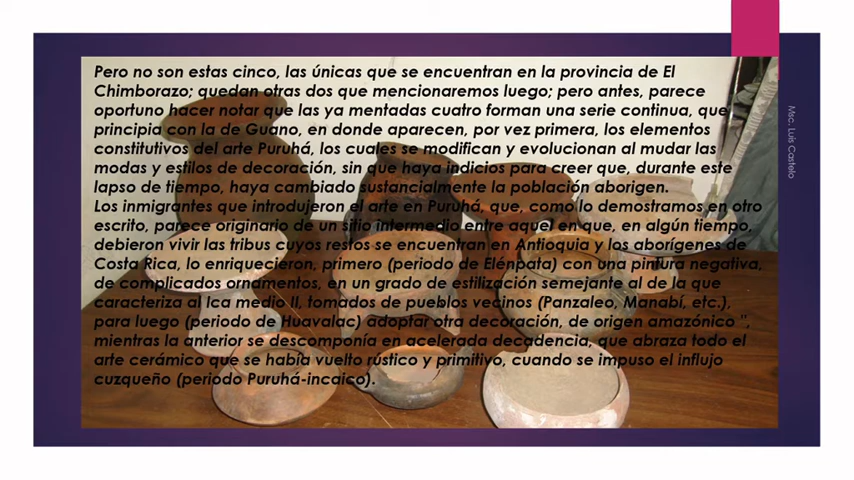 Pero no son estas cinco, las únicas que se encuentran en la provincia de El
Chimborazo; quedan otras dos que mencionaremos luego; pero antes, parece
oportuno hacer notar que las ya mentadas cuatro forman una serie continua, que
principia con la de Guano, en donde aparecen, por vez primera, los elementos
constitutivos del arte Puruhá, los cuales se modifican y evolucionan al mudar las
modas y estilos de decoración, sin que haya indicios para creer que, durante este
lapso de tiempo, haya cambiado sustancialmente la población aborigen.
Los inmigrantes que introdujeron el arte en Puruhá, que, como lo demostramos en otro
escrito, parece originario de un sitio intermedio entre aquel en que, en algún tiempo,
debieron vivir las tribus cuyos restos se encuentran en Antioquia y los aborígenes de
Costa Rica, lo enriquecieron, primero (periodo de Elénpata) con una pintura negativa,
de complicados ornamentos, en un grado de estilización semejante al de la que
caracteriza al Ica medio II, tomados de pueblos vecinos (Panzaleo, Manabí, etc.),
para luego (periodo de Huavalac) adoptar otra decoración, de origen amazónico ",
mientras la anterior se descomponía en acelerada decadencia, que abraza todo el
arte cerámico que se había vuelto rústico y primitivo, cuando se impuso el influjo
cuzqueño (periodo Puruhá-incaico).
Msc. Luis Castelo